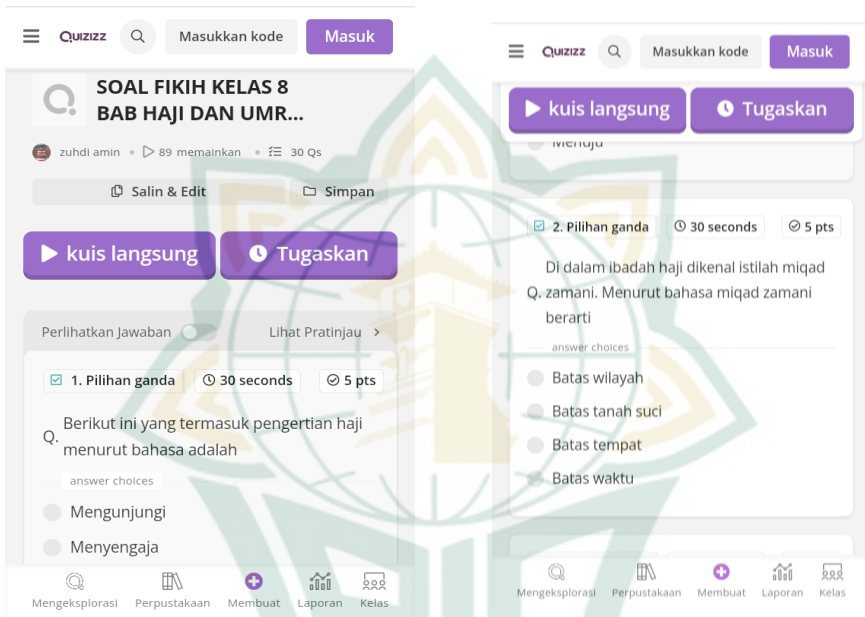 QUIZIZZ
Masukkan kode
Masuk
SOAL FIKIH KELAS 8
BAB HAJI DAN UMR...
zuhdi amin • 89 memainkan • 30 Qs
Salin & Edit
Simpan
kuis langsung
Tugaskan
Perlihatkan Jawaban
Lihat Pratinjau >
1. Pilihan ganda
30 seconds
5 pts
Berikut ini yang termasuk pengertian haji
Q.
menurut bahasa adalah
answer choices
Mengunjungi
Menyengaja
Mengeksplorasi
Perpustakaan
Membuat
Laporan
Kelas
QUIZIZZ
Masukkan kode
Masuk
kuis langsung
Tugaskan
Menuju
2. Pilihan ganda
30 seconds
5 pts
Di dalam ibadah haji dikenal istilah miqad
Q. zamani. Menurut bahasa miqad zamani
berarti
answer choices
Batas wilayah
Batas tanah suci
Batas tempat
Batas waktu
Mengeksplorasi
Perpustakaan
Membuat
Laporan
Kelas